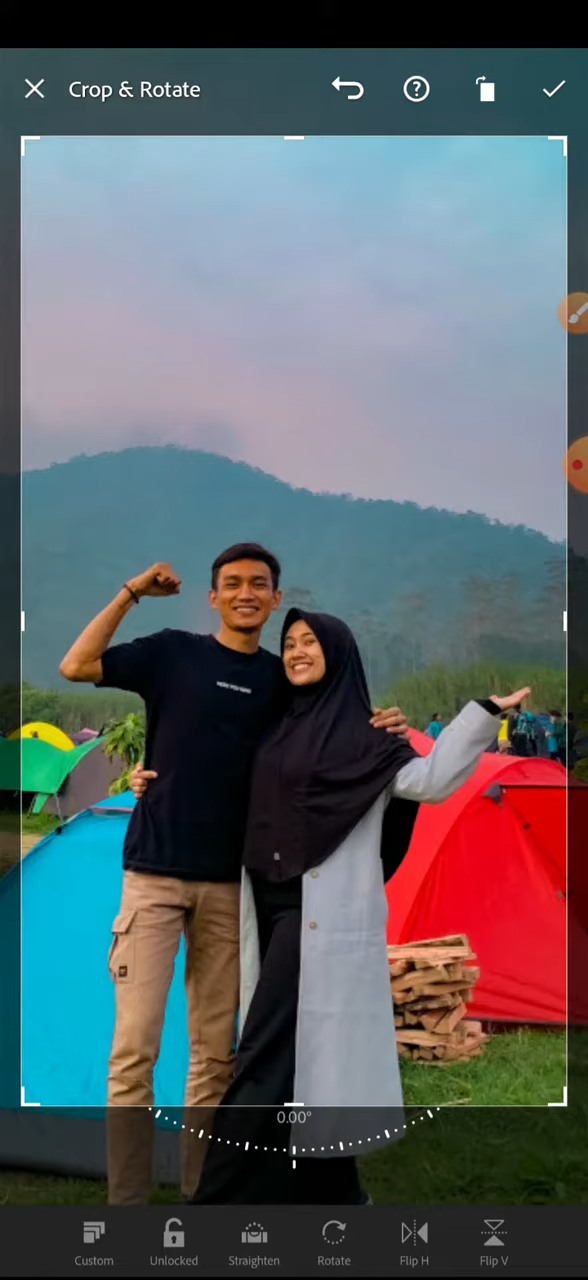 Crop & Rotate
0.00°
Custom
Unlocked
Straighten
Rotate
Flip H
Flip V